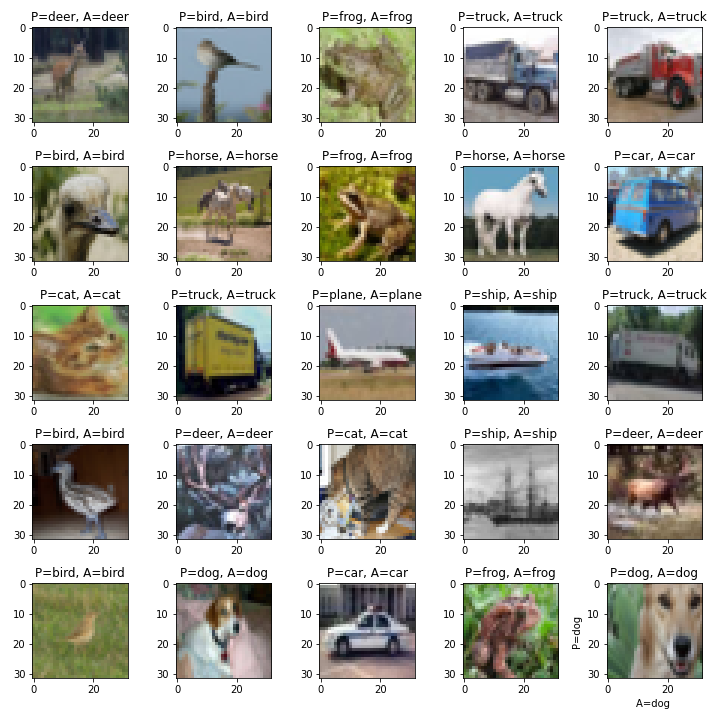 P=deer, A=deer P=bird, A=bird P=frog, A=frog P=truck, A=truck P=truck, A=truck
0 0 0 0 0
10 10 10 10 10
20 20 20 20 20
30 30 30 30 30
0 20 0 20 0 20 0 20 0 20
P=bird, A=bird P=horse, A=horse P=frog, A=frog P=horse, A=horse P=car, A=car
0 0 0 0 0
10 10 10 10 10
20 20 20 20 20
30 30 30 30 30
0 20 0 20 0 20 0 20 0 20
P=cat, A=cat P=truck, A=truck P=plane, A=plane P=ship, A=ship P=truck, A=truck
0 0 0 0 0
10 10 10 10 10
20 20 20 20 20
30 30 30 30 30
0 20 0 20 0 20 0 20 0 20
P=bird, A=bird P=deer, A=deer P=cat, A=cat P=ship, A=ship P=deer, A=deer
0 0 0 0 0
10 10 10 10 10
20 20 20 20 20
30 30 30 30 30
0 20 0 20 0 20 0 20 0 20
P=bird, A=bird P=dog, A=dog P=car, A=car P=frog, A=frog P=dog, A=dog
0 0 0 0 0
10 10 10 10 10
20 20 20 20 20
30 30 30 30 30
0 20 0 20 0 20 0 20 0 20
P=dog
A=dog